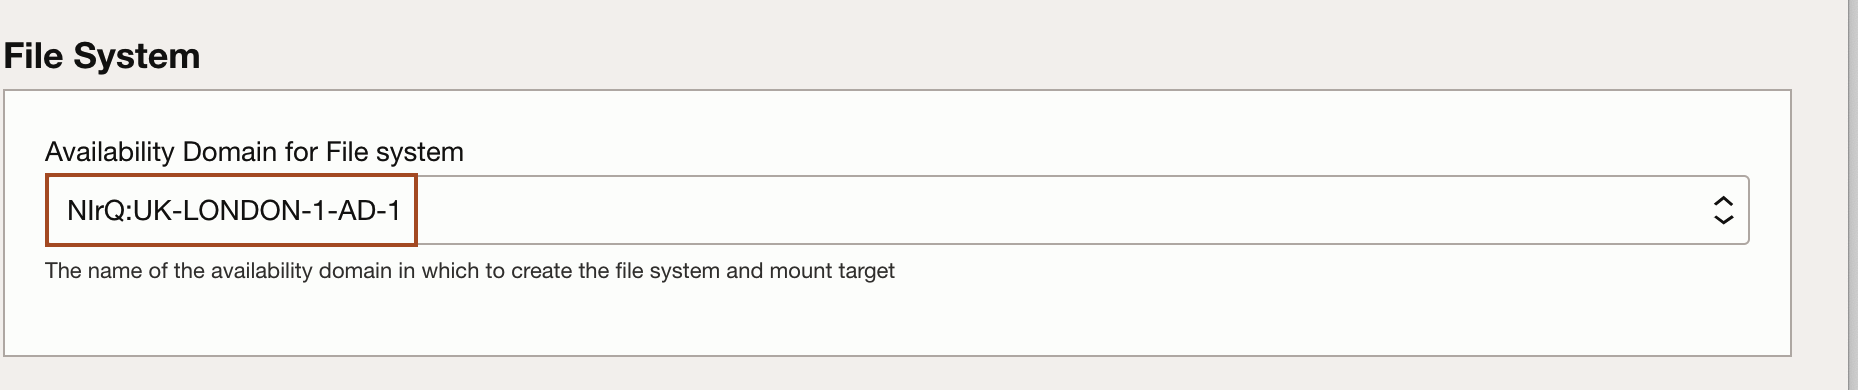 File System
Availability Domain for File system
NIrQ:UK-LONDON-1-AD-1
The name of the availability domain in which to create the file system and mount target